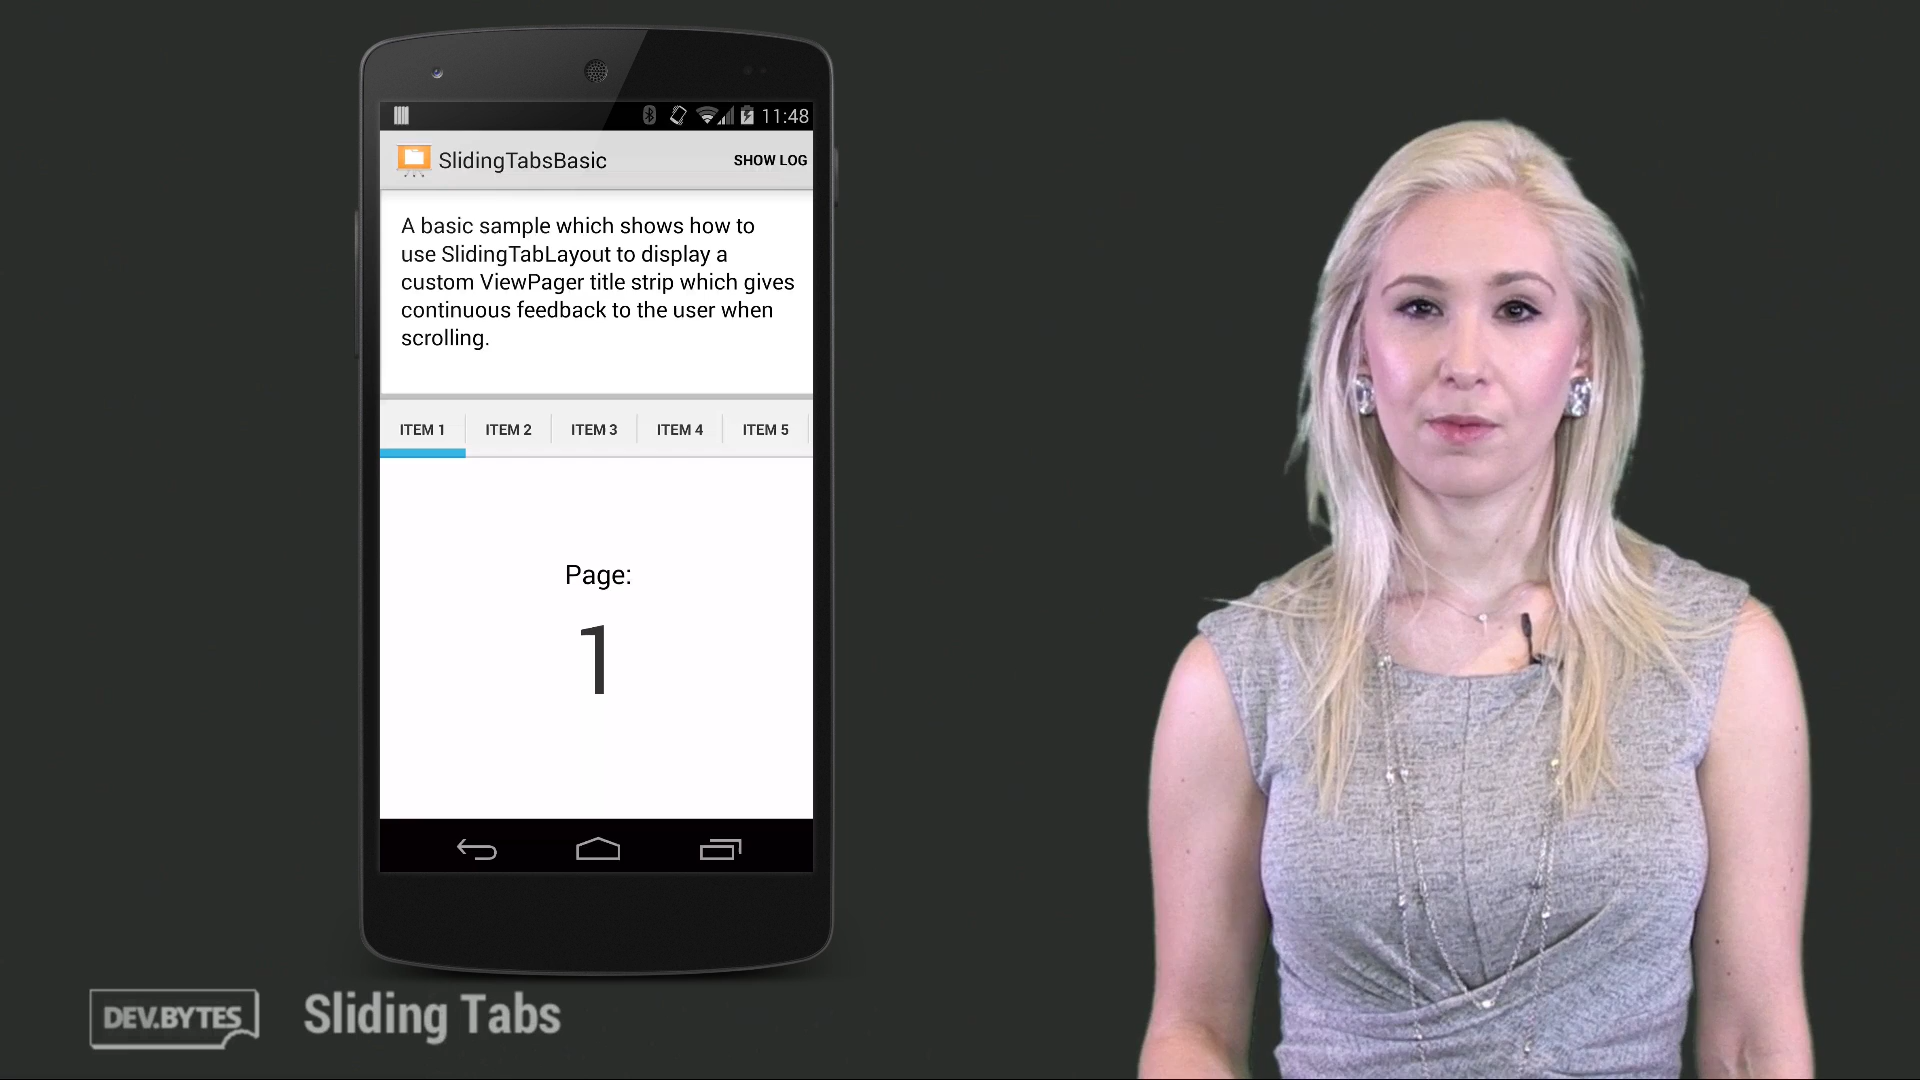 11:48
SlidingTabsBasic SHOW LOG
A basic sample which shows how to
use SlidingTabLayout to display a
custom ViewPager title strip which gives
continuous feedback to the user when
scrolling.
ITEM 1 ITEM 2 ITEM 3 ITEM 4 ITEM 5
Page:
1
DEV.BYTES Sliding Tabs